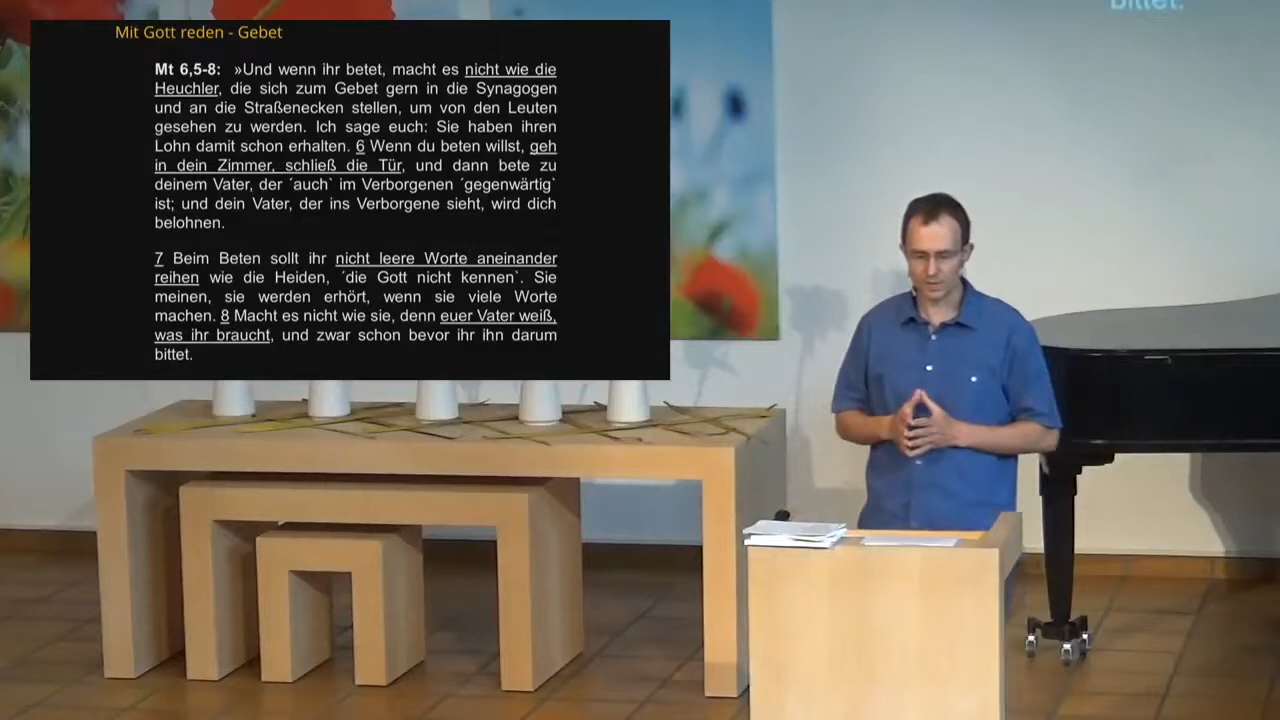 bittet.
Mit Gott reden - Gebet
Mt 6,5-8: »Und wenn ihr betet, macht es nicht wie die
Heuchler, die sich zum Gebet gern in die Synagogen
und an die Straßenecken stellen, um von den Leuten
gesehen zu werden. Ich sage euch: Sie haben ihren
Lohn damit schon erhalten. 6 Wenn du beten willst, geh
in dein Zimmer, schließ die Tür, und dann bete zu
deinem Vater, der ´auch` im Verborgenen ´gegenwärtig`
ist; und dein Vater, der ins Verborgene sieht, wird dich
belohnen.
7 Beim Beten sollt ihr nicht leere Worte aneinander
reihen wie die Heiden, ´die Gott nicht kennen`. Sie
meinen, sie werden erhört, wenn sie viele Worte
machen. 8 Macht es nicht wie sie, denn euer Vater weiß,
was ihr braucht, und zwar schon bevor ihr ihn darum
bittet.